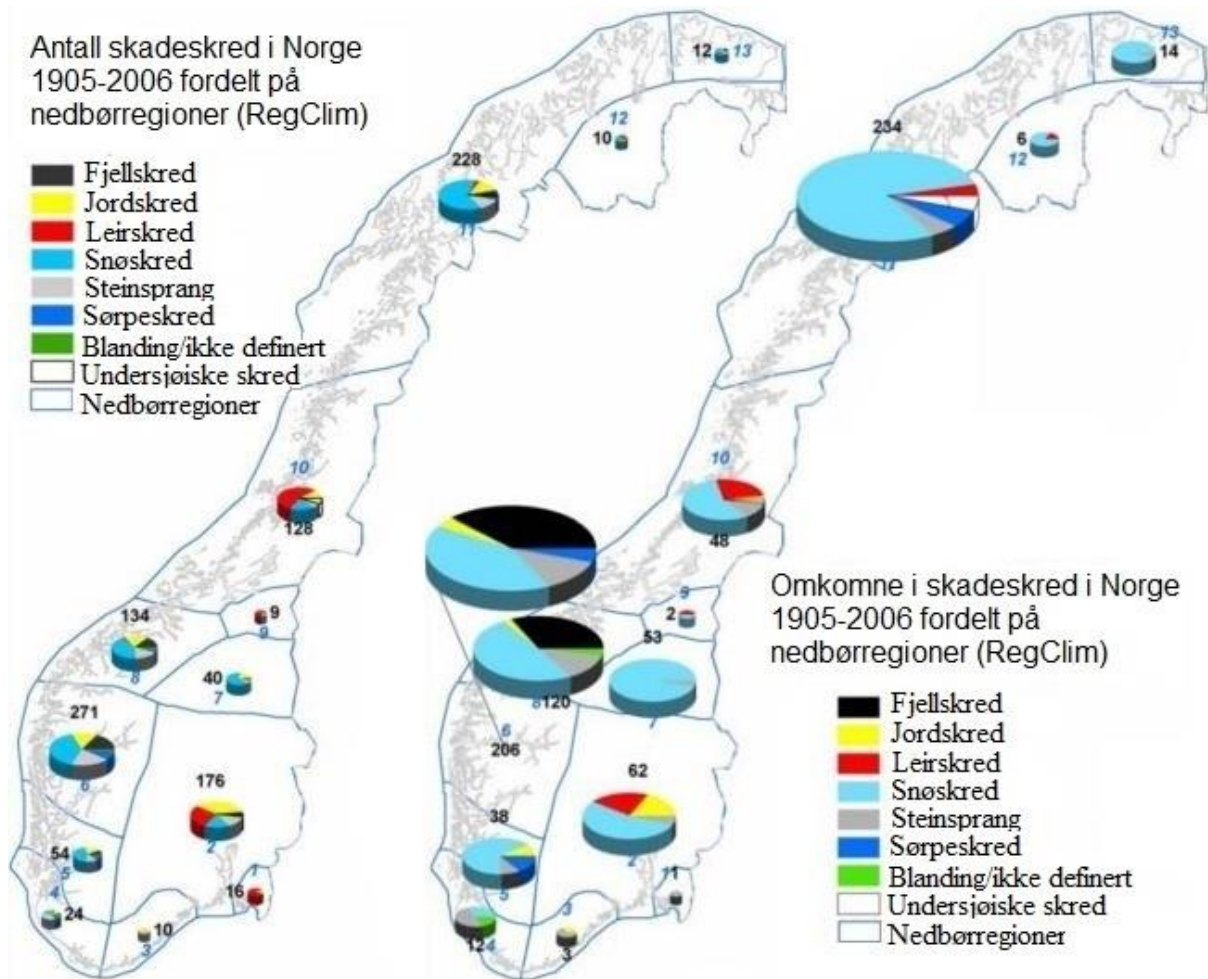 Antall skadeskred i Norge
1905-2006 fordelt på
nedbørregioner (RegClim)
Fjellskred
Jordskred
Leirskred
Snøskred
Steinsprang
Sørpeskred
Blanding/ikke definert
Undersjøiske skred
Nedbørregioner
12 13
12
10
228
11
10
128
134
8
9
9
40
7
271
6
176
2
54
5
4
24
10
3
1
16
13
14
234
6
12
11
10
48
9
2
53
7
8
120
6
206
62
2
38
5
12
4
3
3
1
1
Omkomne i skadeskred i Norge
1905-2006 fordelt på
nedbørregioner (RegClim)
Fjellskred
Jordskred
Leirskred
Snøskred
Steinsprang
Sørpeskred
Blanding/ikke definert
Undersjøiske skred
Nedbørregioner